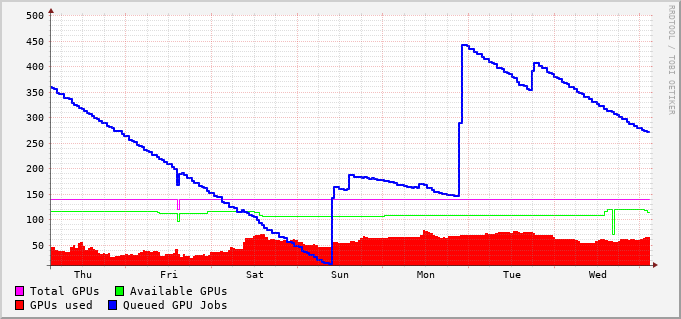 500
450
400
350
300
250
200
150
100
50
Thu Fri Sat Sun Mon Tue Wed
Total GPUs Available GPUs
GPUs used Queued GPU Jobs
RRDTOOL / TOBI OETIKER